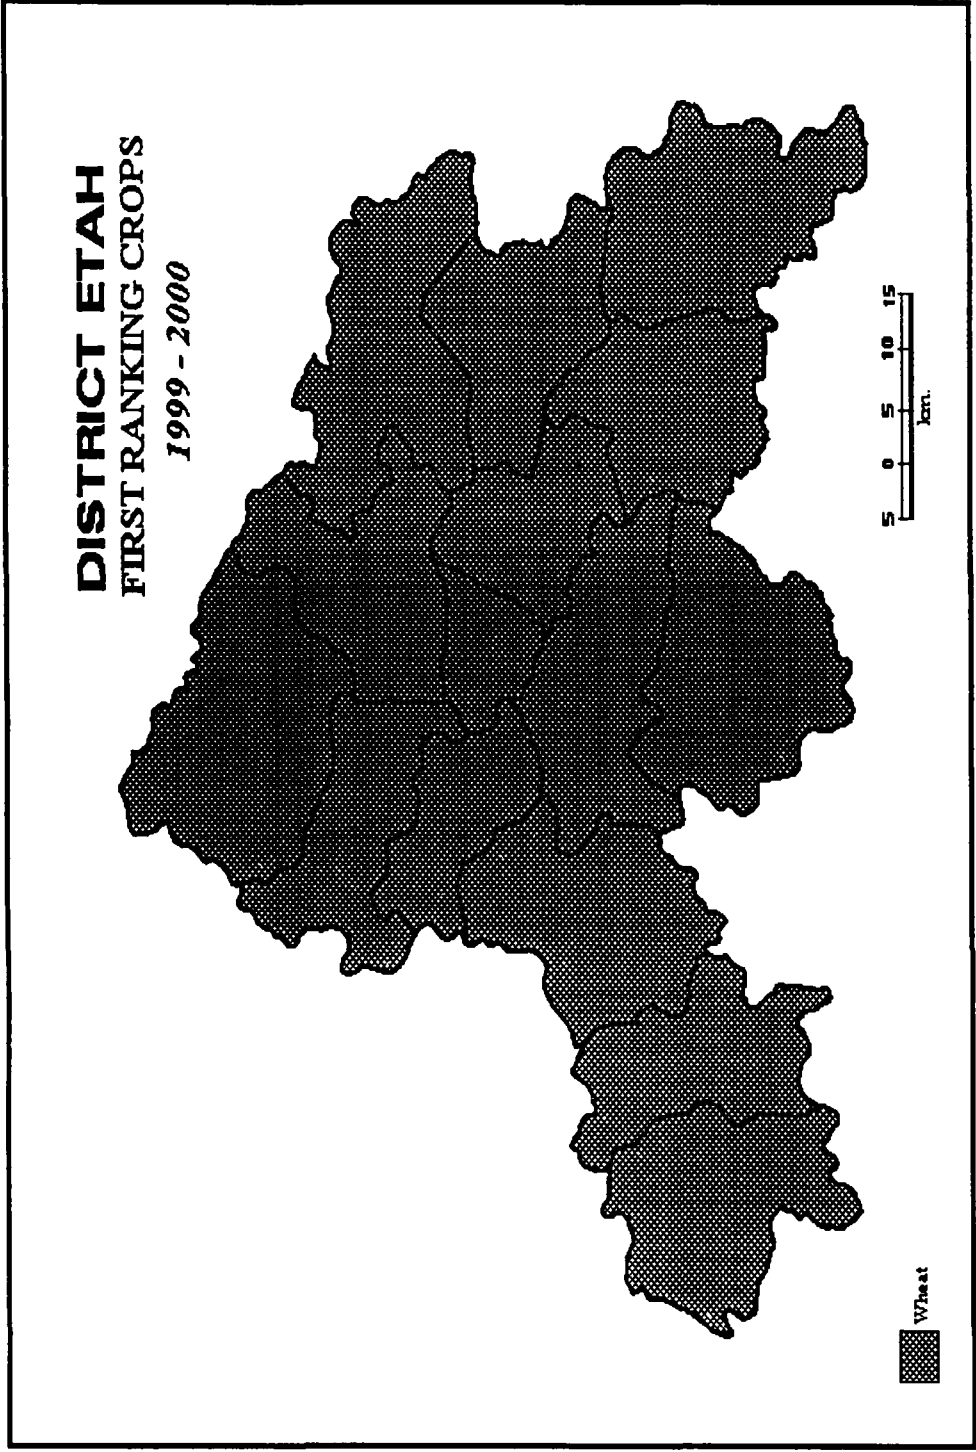 DISTRICT ETAH
FIRST RANKING CROPS
1999 - 2000
5 0 5 10 15
km.
Wheat